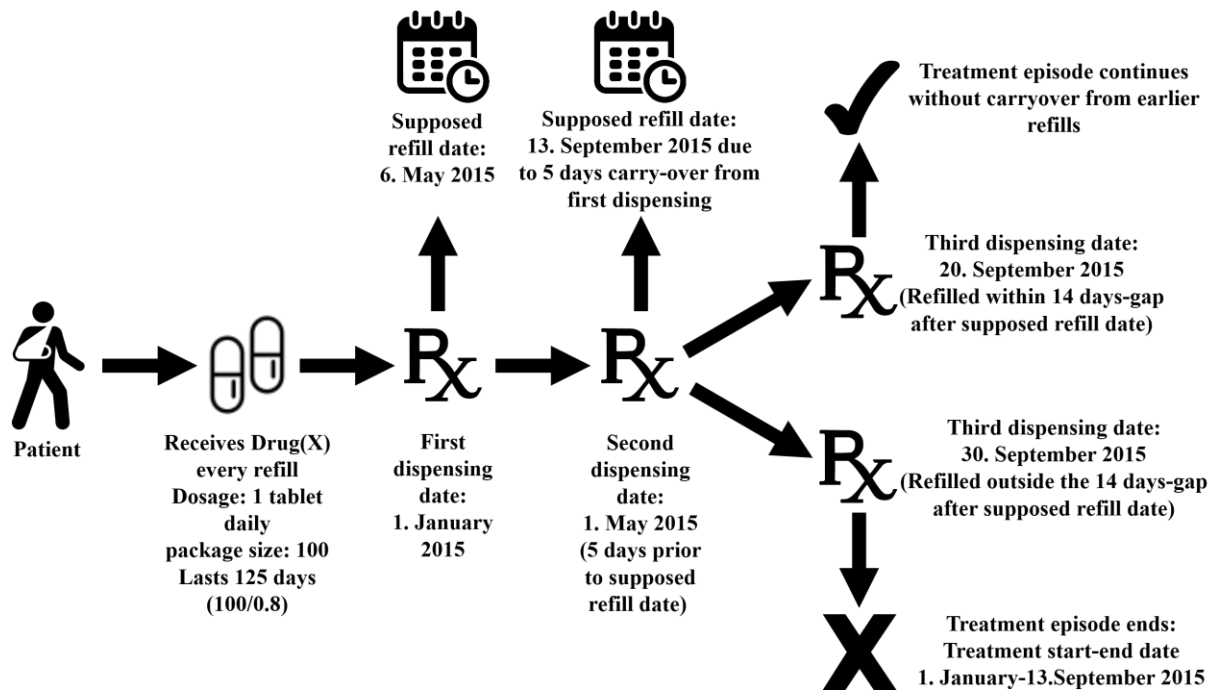 Supposed
refill date:
6. May 2015
Supposed refill date:
13. September 2015 due
to 5 days carry-over from
first dispensing
Treatment episode continues
without carryover from earlier
refills
Third dispensing date:
20. September 2015
(Refilled within 14 days-gap
after supposed refill date)
Rx
Patient
Receives Drug(X)
every refill
Dosage: 1 tablet
daily
package size: 100
Lasts 125 days
(100/0.8)
Rx
First
dispensing
date:
1. January
2015
Rx
Second
dispensing
date:
1. May 2015
(5 days prior
to supposed
refill date)
Rx
Third dispensing date:
30. September 2015
(Refilled outside the 14 days-gap
after supposed refill date)
X
Treatment episode ends:
Treatment start-end date
1. January-13.September 2015